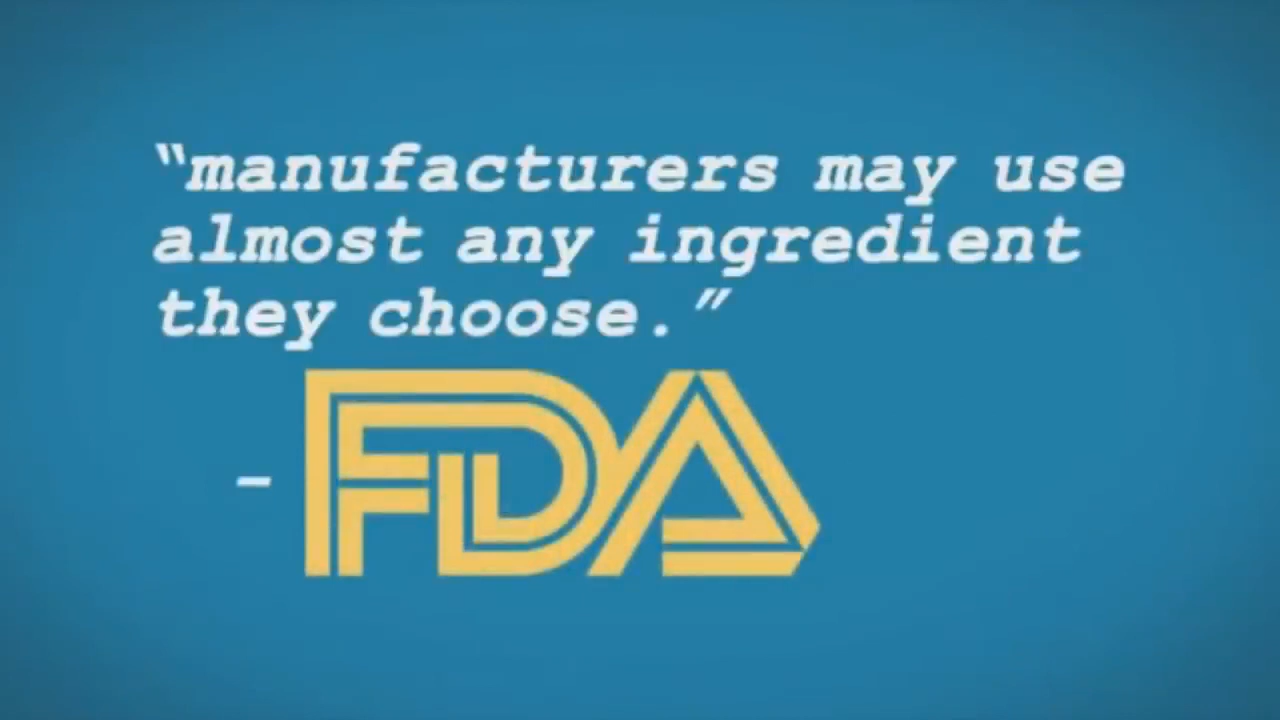 “manufacturers may use
almost any ingredient
they choose.”
- FDA